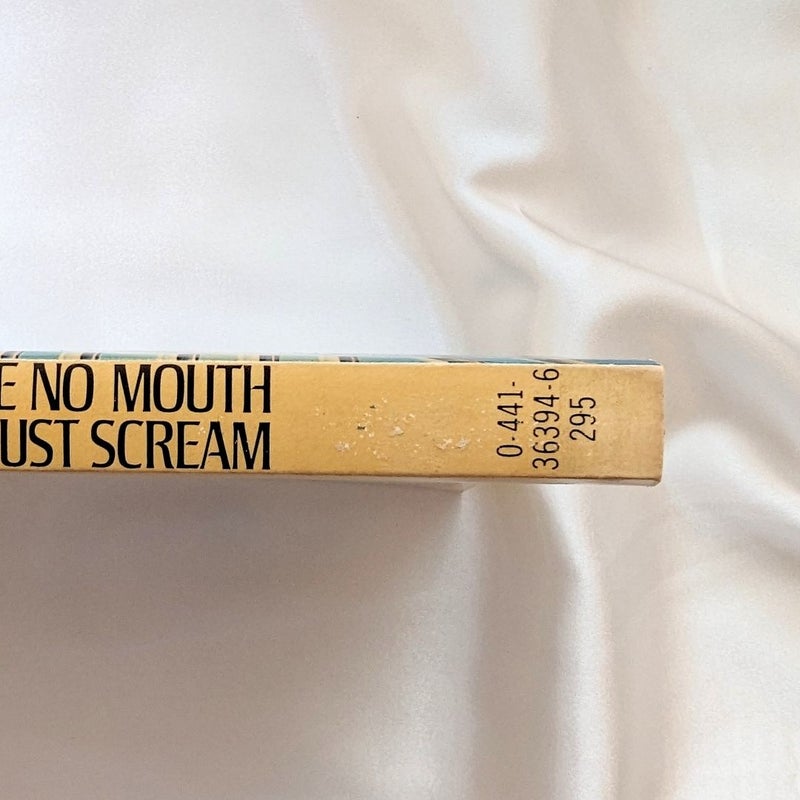 E NO MOUTH
UST SCREAM
0-441-
36394-6
295